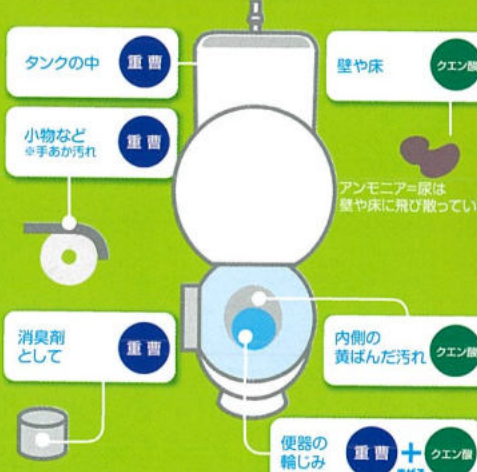 タンクの中
重曹
壁や床
クエン酸
小物など
※手あか汚れ
重曹
アンモニア=尿は
壁や床に飛び散ってい
消臭剤
として
重曹
内側の
黄ばんだ汚れ
クエン酸
便器の
輪じみ
重曹
+
クエン酸